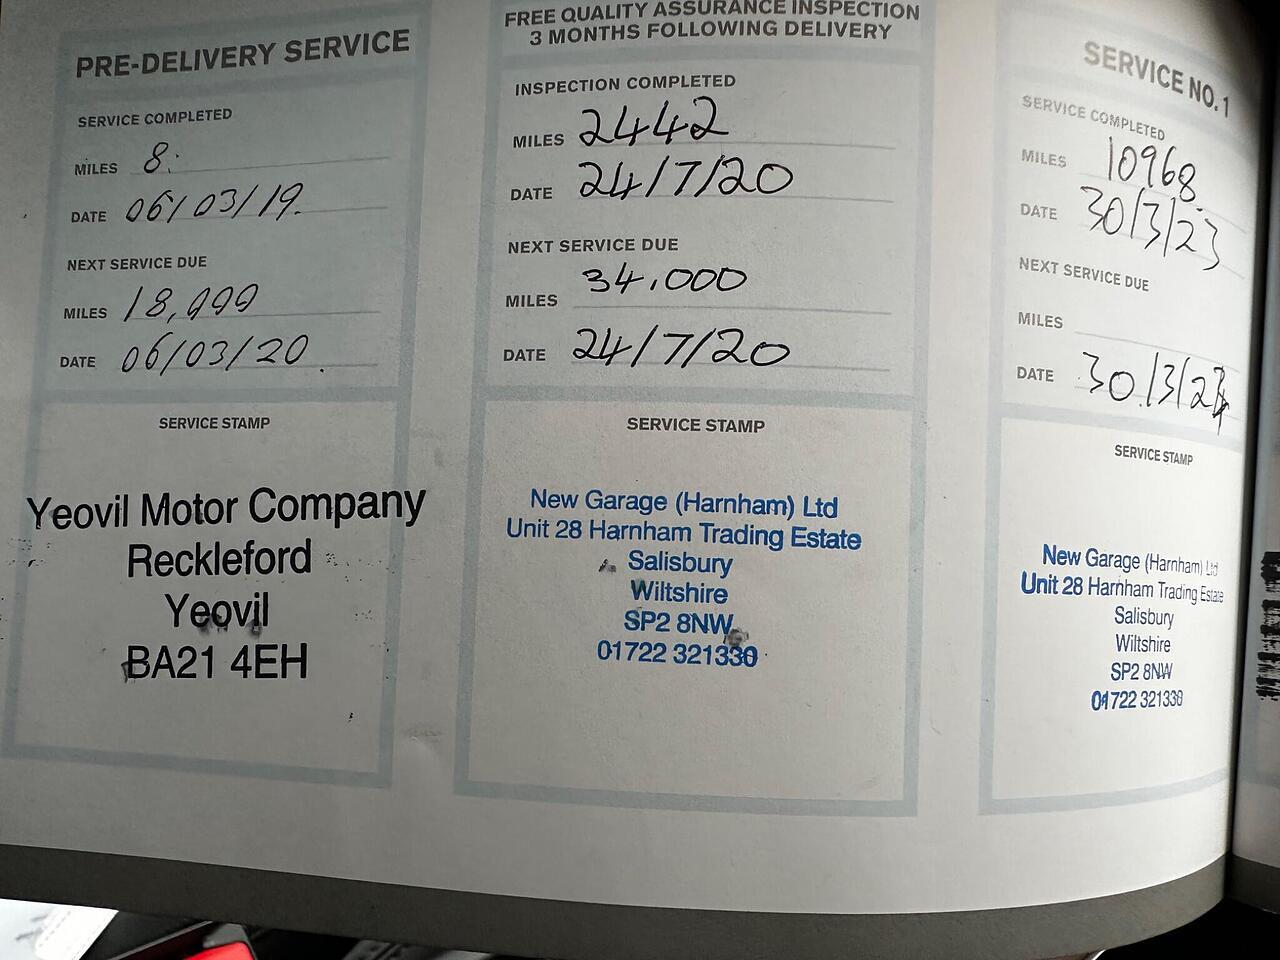 PRE-DELIVERY SERVICE
SERVICE COMPLETED
MILES 8.
DATE 06/03/19.
NEXT SERVICE DUE
MILES 18,000
DATE 06/03/20.
SERVICE STAMP
Yeovil Motor Company
Reckleford
Yeovil
BA21 4EH
FREE QUALITY ASSURANCE INSPECTION
3 MONTHS FOLLOWING DELIVERY
INSPECTION COMPLETED
MILES 2442
DATE 24/7/20
NEXT SERVICE DUE
MILES 34,000
DATE 24/7/20
SERVICE STAMP
New Garage (Harnham) Ltd
Unit 28 Harnham Trading Estate
Salisbury
Wiltshire
SP2 8NW
01722 321330
SERVICE NO. 1
SERVICE COMPLETED
MILES 10968
DATE 30/3/23
NEXT SERVICE DUE
MILES
DATE 30/3/24
SERVICE STAMP
New Garage (Harnham) Ltd
Unit 28 Harnham Trading Estate
Salisbury
Wiltshire
SP2 8NW
01722 321330